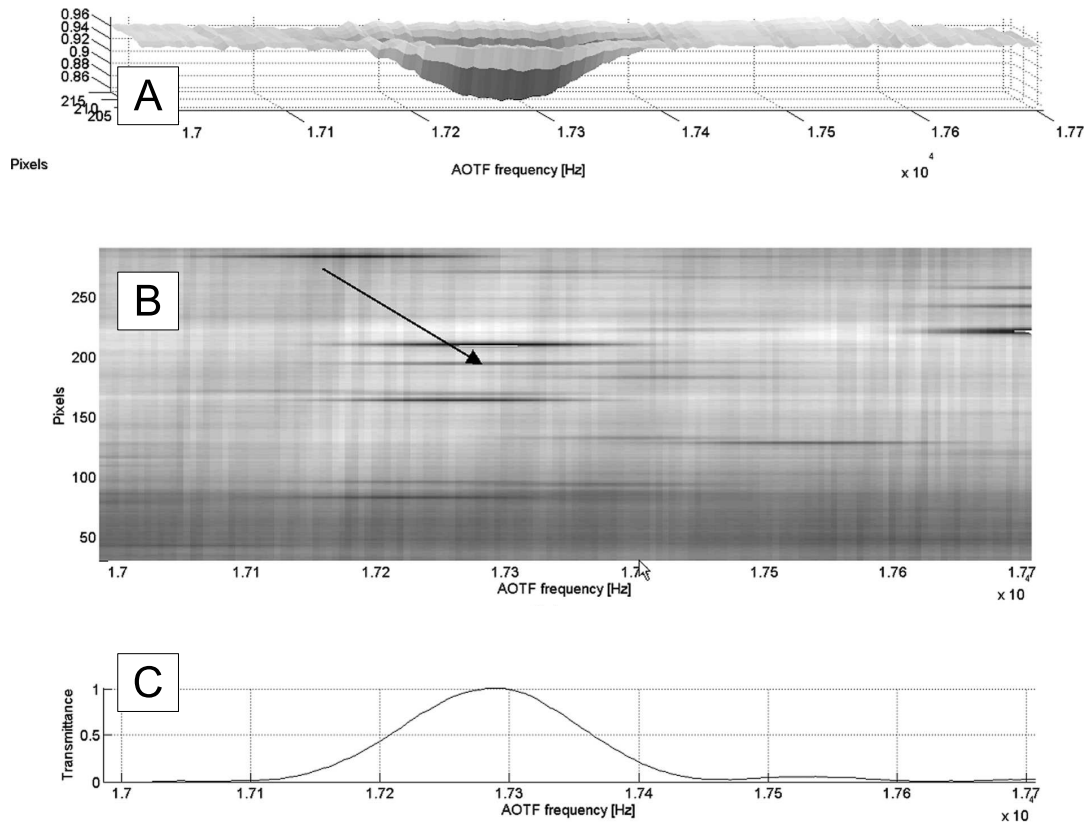 0.96
0.94
0.92
0.9
0.88
0.86
215
210
205
A
1.7 1.71 1.72 1.73 1.74 1.75 1.76 1.77
Pixels
AOTF frequency [Hz]
x 10 4
B
250
200
150
100
50
Pixels
1.7 1.71 1.72 1.73 1.75 1.76 1.77
AOTF frequency [Hz]
x 10 4
C
1
0.5
0
Transmittance
1.7 1.71 1.72 1.73 1.74 1.75 1.76 1.77
AOTF frequency [Hz]
x 10 4